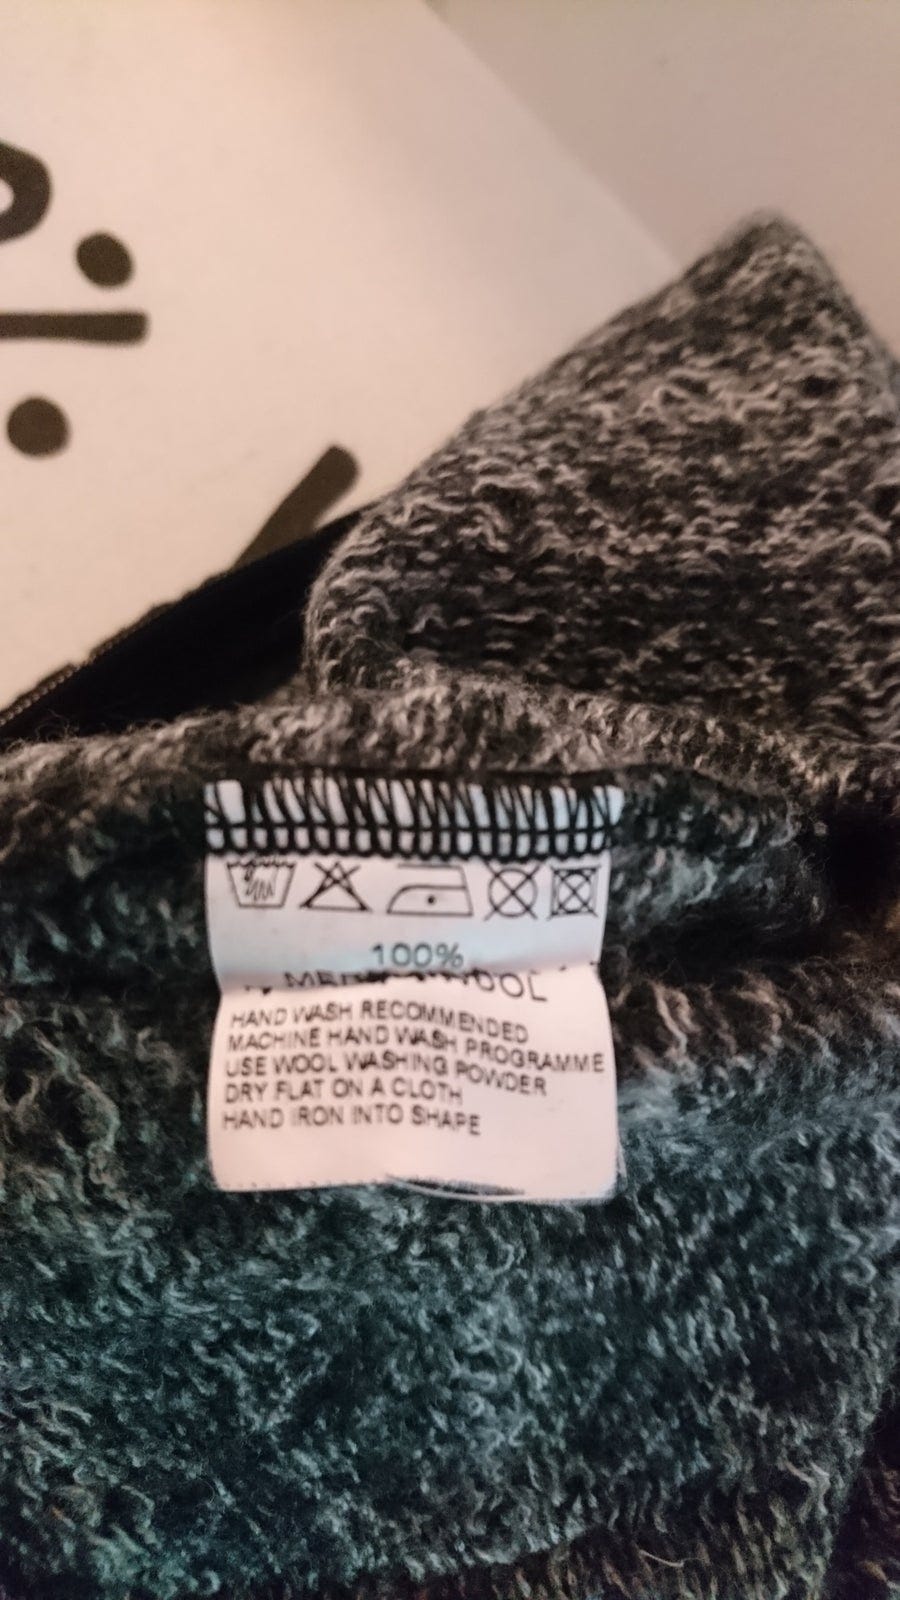 100%
WOOL
HAND WASH RECOMMENDED
MACHINE HAND WASH PROGRAMME
USE WOOL WASHING POWDER
DRY FLAT ON A CLOTH
HAND IRON INTO SHAPE